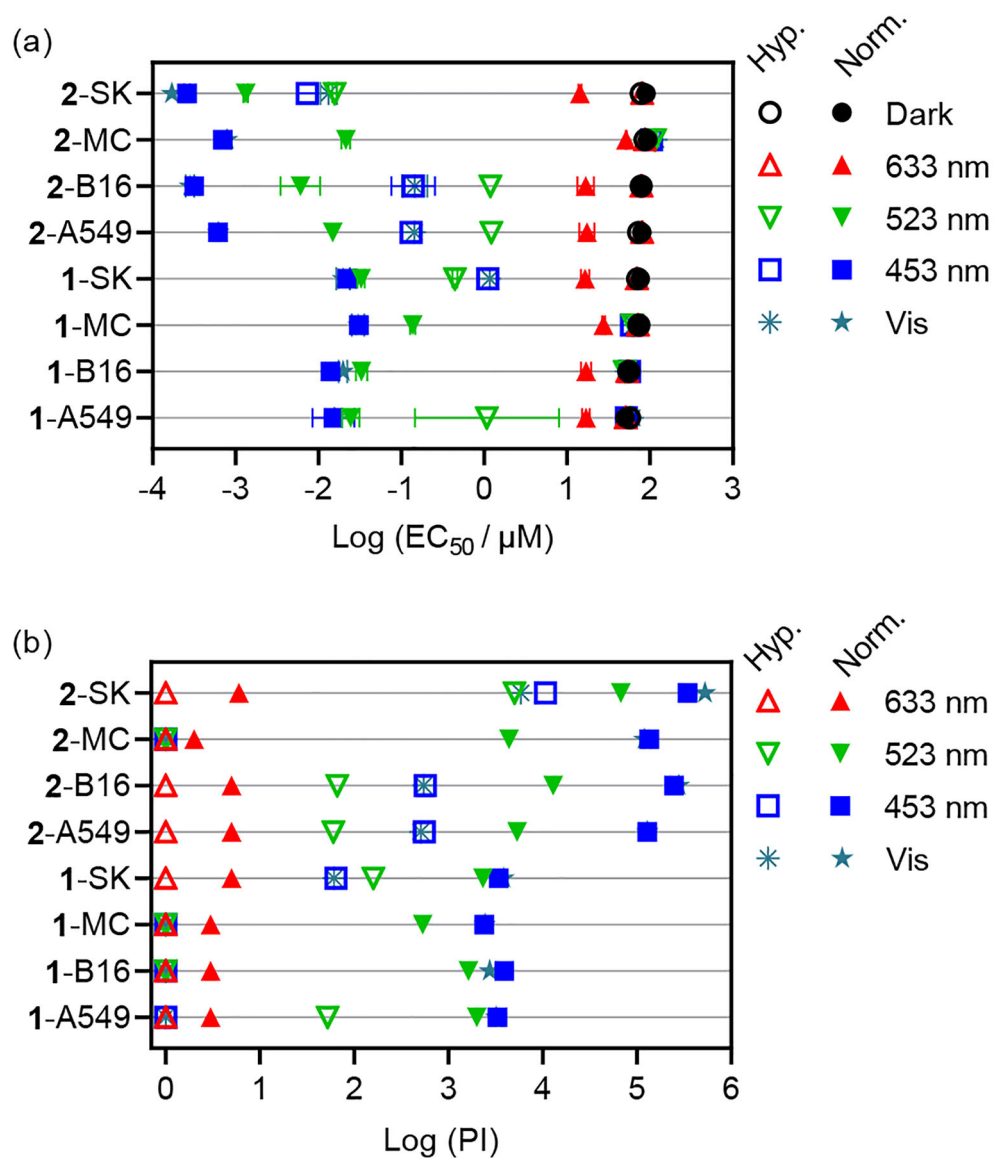 (a)
Hyp. Norm.
2-SK
2-MC
2-B16
2-A549
1-SK
1-MC
1-B16
1-A549
Dark
633 nm
523 nm
453 nm
Vis
-4 -3 -2 -1 0 1 2 3
Log (EC50 / µM)
(b)
Hyp. Norm.
2-SK
2-MC
2-B16
2-A549
1-SK
1-MC
1-B16
1-A549
633 nm
523 nm
453 nm
Vis
0 1 2 3 4 5 6
Log (PI)